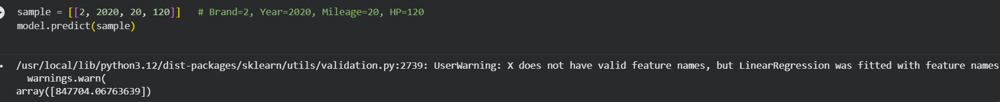 sample = [[2, 2020, 20, 120]]   # Brand=2, Year=2020, Mileage=20, HP=120
model.predict(sample)
/usr/local/lib/python3.12/dist-packages/sklearn/utils/validation.py:2739: UserWarning: X does not have valid feature names, but LinearRegression was fitted with feature names
  warnings.warn(
array([847704.06763639])